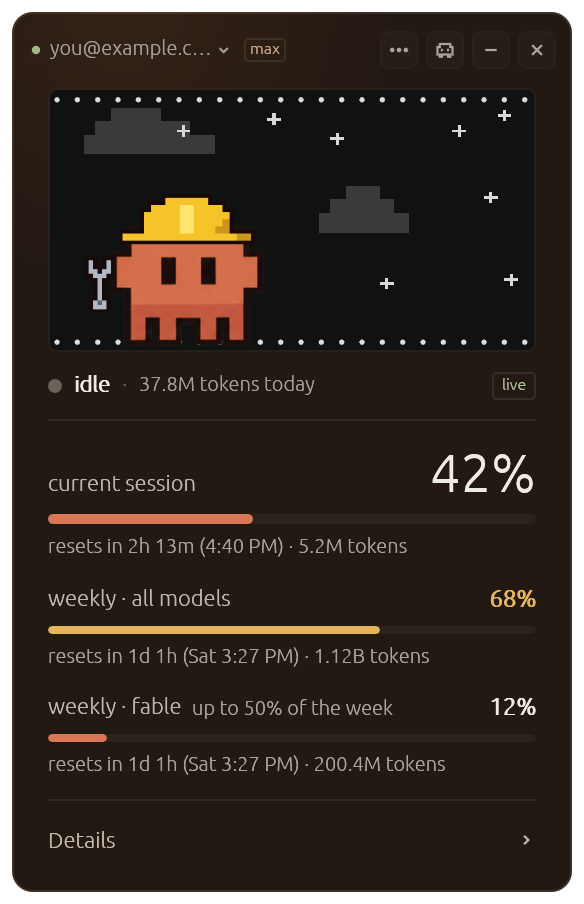 you@example.c... max
idle · 37.8M tokens today live
current session 42%
resets in 2h 13m (4:40 PM) · 5.2M tokens
weekly · all models 68%
resets in 1d 1h (Sat 3:27 PM) · 1.12B tokens
weekly · fable up to 50% of the week 12%
resets in 1d 1h (Sat 3:27 PM) · 200.4M tokens
Details